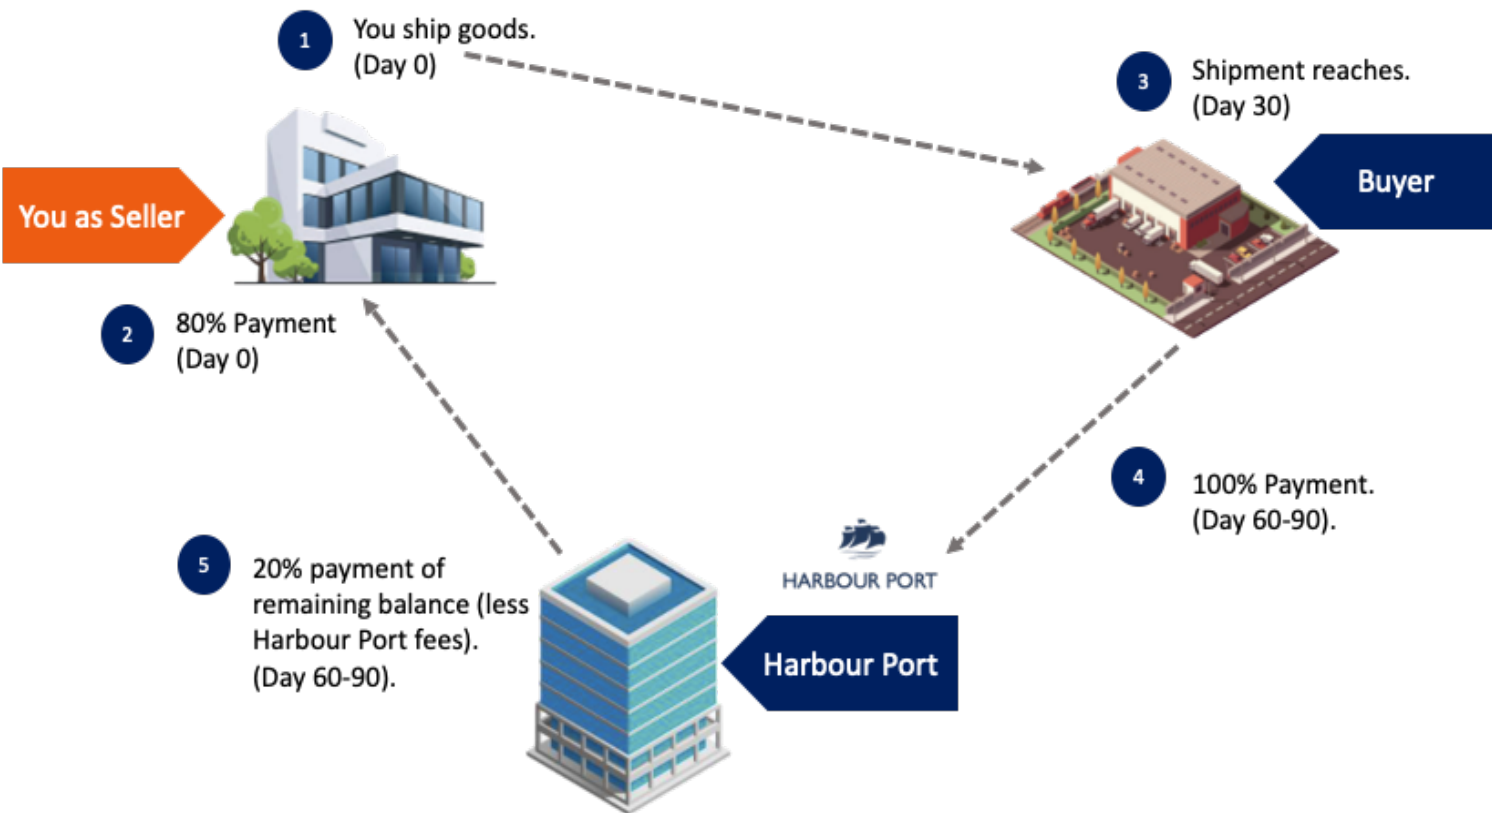 1
You ship goods.
(Day 0)
3
Shipment reaches.
(Day 30)
Buyer
You as Seller
2
80% Payment
(Day 0)
4
100% Payment.
(Day 60-90).
HARBOUR PORT
5
20% payment of
remaining balance (less
Harbour Port fees).
(Day 60-90).
Harbour Port